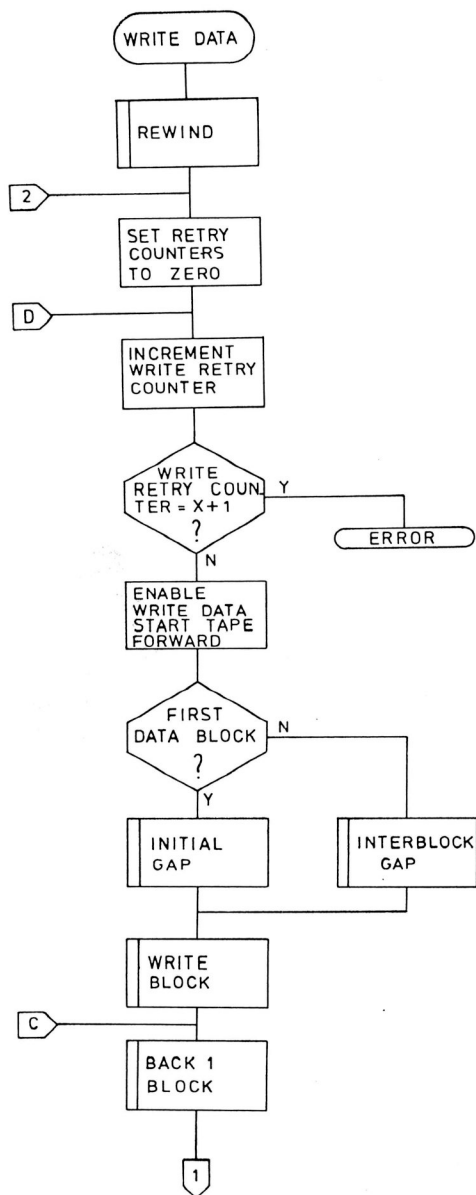 WRITE DATA
REWIND
2
SET RETRY
COUNTERS
TO ZERO
D
INCREMENT
WRITE RETRY
COUNTER
WRITE
RETRY COUN
TER = X+1
?
Y
ERROR
N
ENABLE
WRITE DATA
START TAPE
FORWARD
FIRST
DATA BLOCK
?
N
Y
INITIAL
GAP
INTERBLOCK
GAP
WRITE
BLOCK
C
BACK 1
BLOCK
1